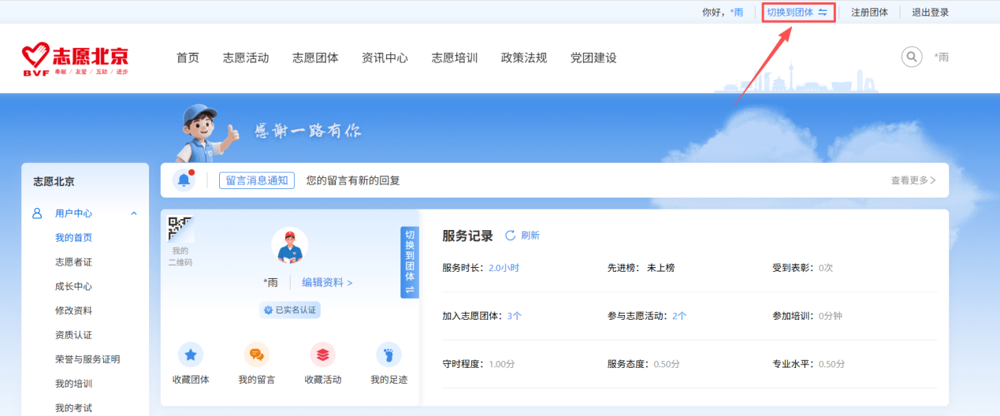 你好，*雨 切换到团体 注册团体 退出登录
志愿北京
BVF 奉献 / 友爱 / 互助 / 进步
首页 志愿活动 志愿团体 资讯中心 志愿培训 政策法规 党团建设
*雨
感谢一路有你
志愿北京
用户中心
我的首页
志愿者证
成长中心
修改资料
资质认证
荣誉与服务证明
我的培训
我的考试
留言消息通知 您的留言有新的回复 查看更多 >
我的
二维码
切换到团体
*雨 编辑资料 >
已实名认证
收藏团体 我的留言 收藏活动 我的足迹
服务记录 刷新
服务时长：2.0小时 先进榜： 未上榜 受到表彰：0次
加入志愿团体：3个 参与志愿活动：2个 参加培训：0分钟
守时程度：1.00分 服务态度：0.50分 专业水平：0.50分